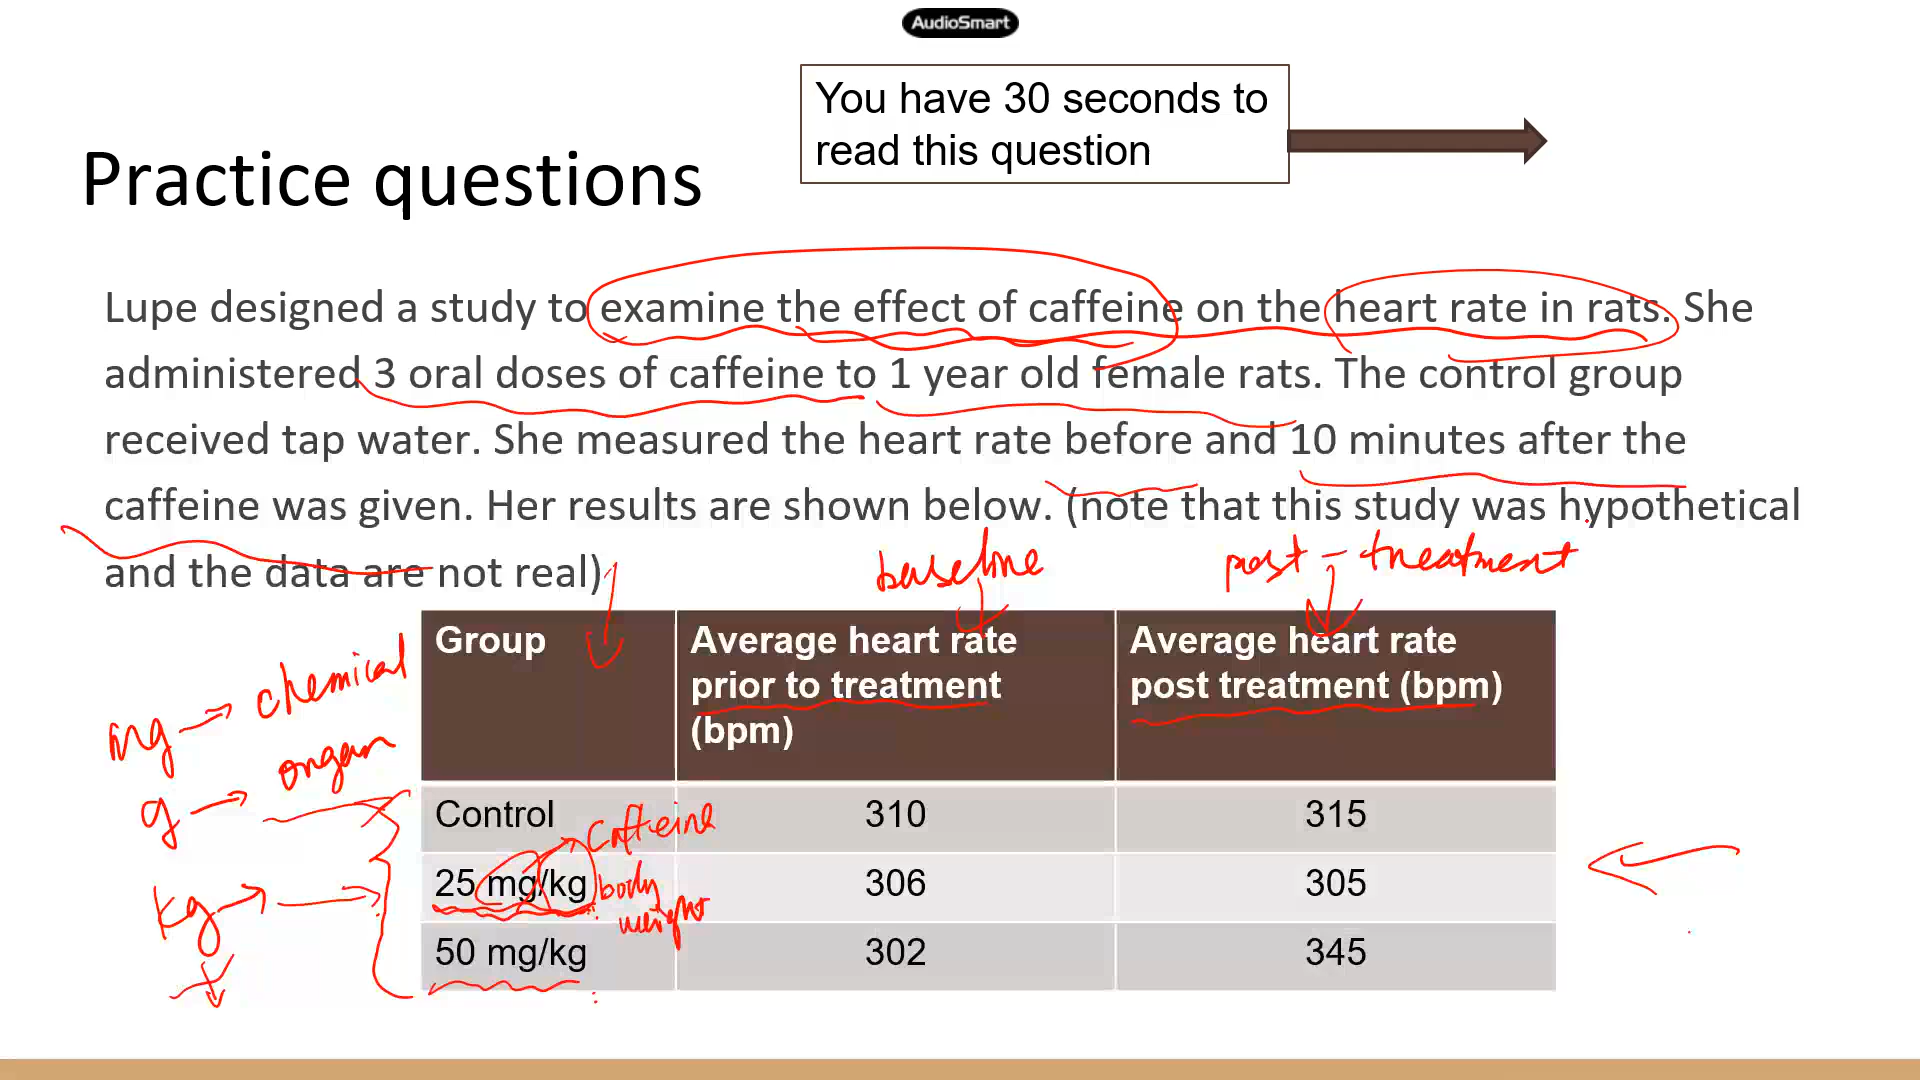 AudioSmart
You have 30 seconds to
read this question
Practice questions
Lupe designed a study to examine the effect of caffeine on the heart rate in rats. She
administered 3 oral doses of caffeine to 1 year old female rats. The control group
received tap water. She measured the heart rate before and 10 minutes after the
caffeine was given. Her results are shown below. (note that this study was hypothetical
and the data are not real)
baseline
post - treatment
Group
Average heart rate
prior to treatment
(bpm)
Average heart rate
post treatment (bpm)
mg → chemical
g → organ
kg →
Control 310 315
caffeine
25 mg/kg 306 305
body
weight
50 mg/kg 302 345